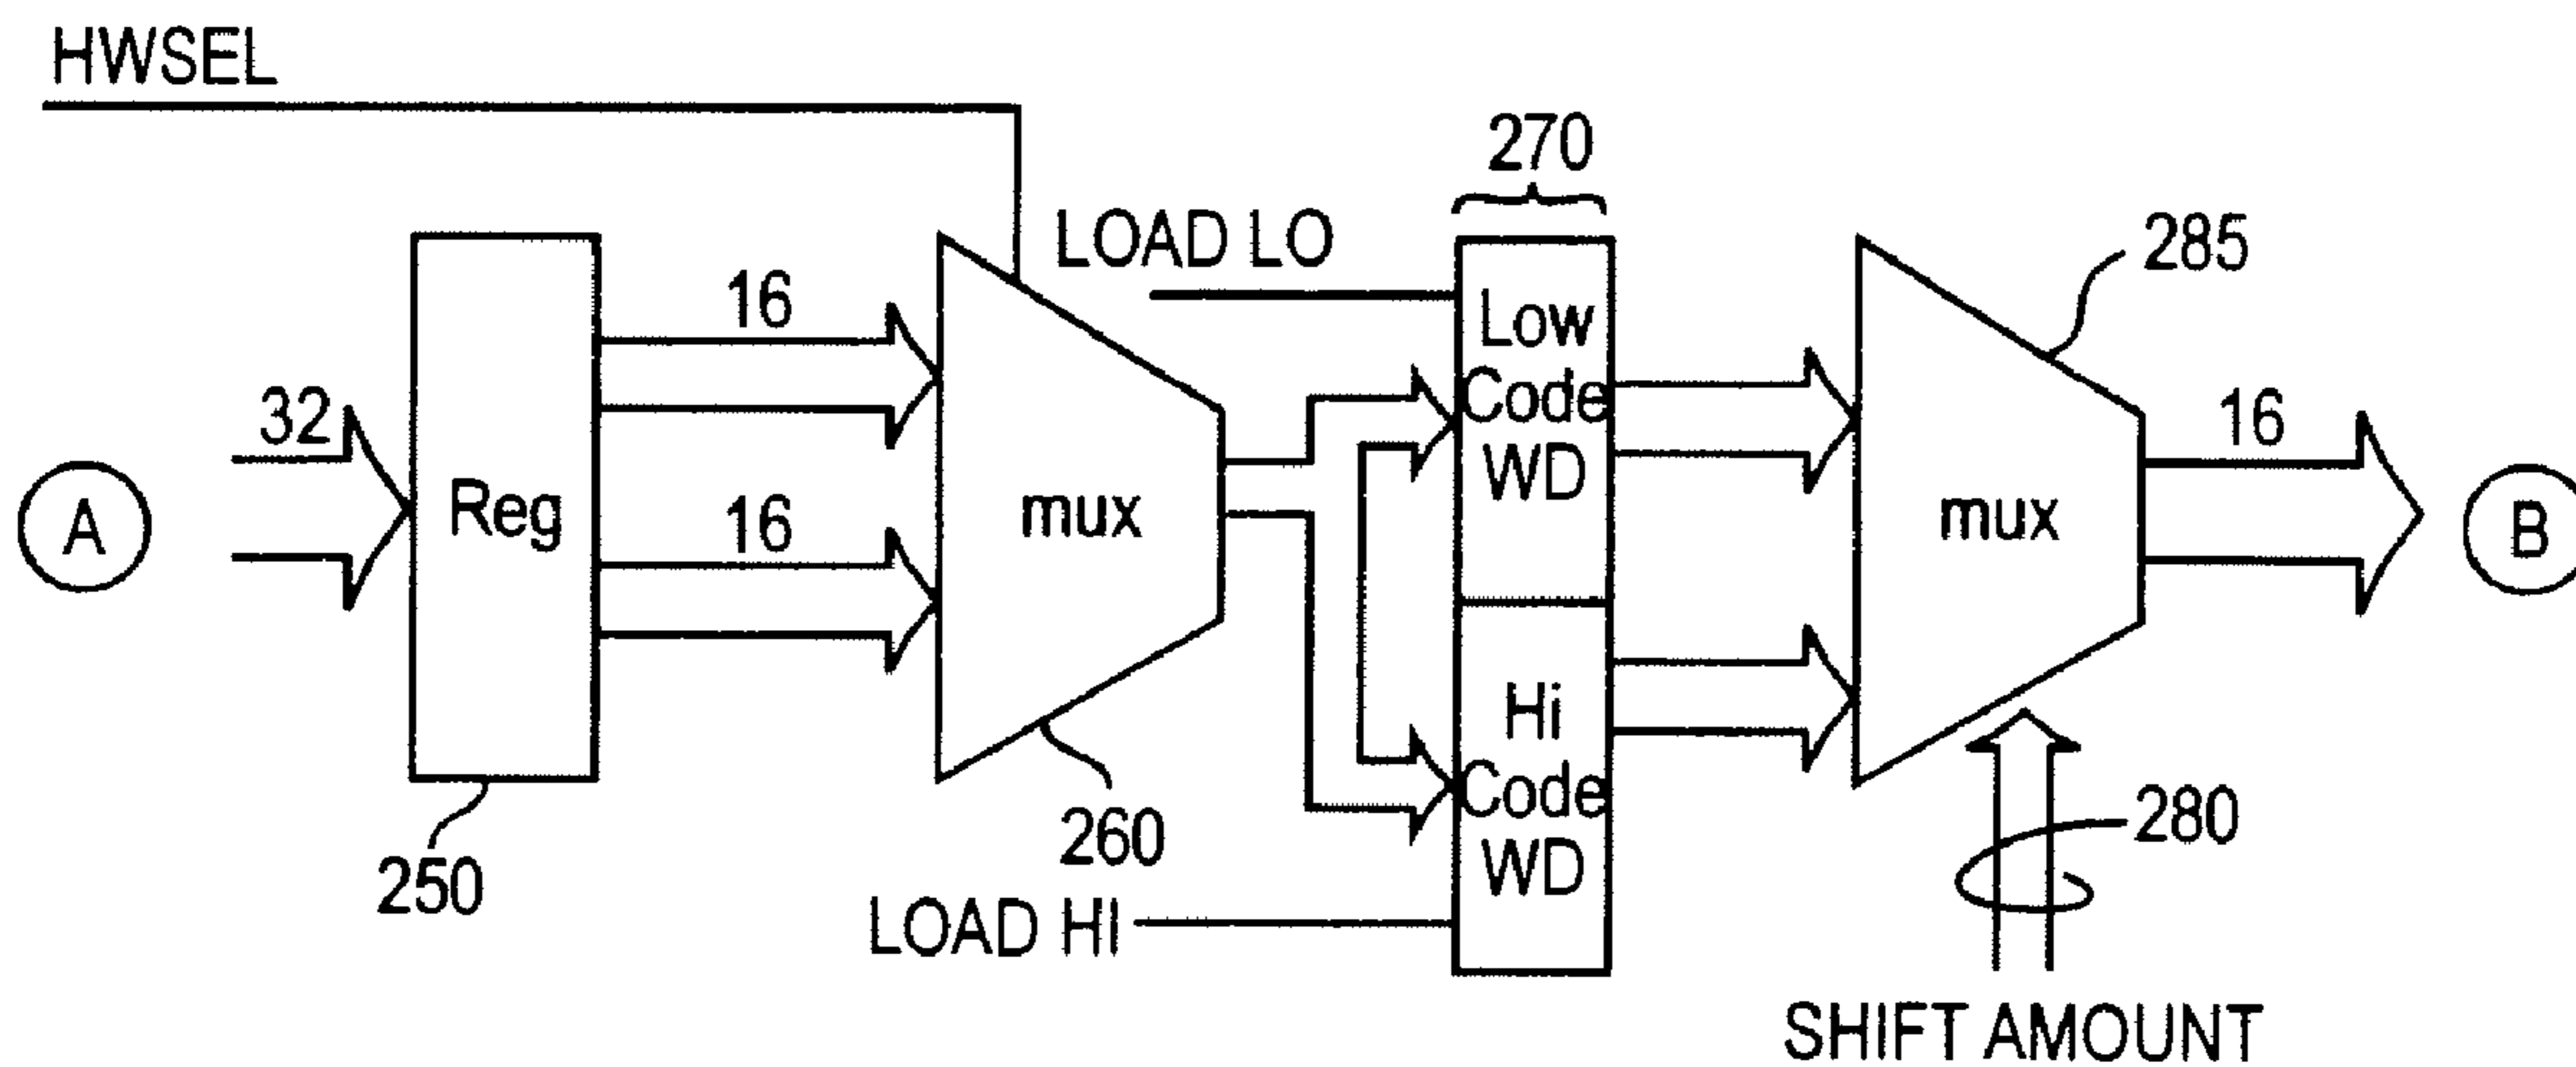 HWSEL
270
LOAD LO
285
16
Low
32
Code
16
WD
A
Reg
16
mux
mux
B
Hi
Code
WD
250
260
280
LOAD HI
SHIFT AMOUNT